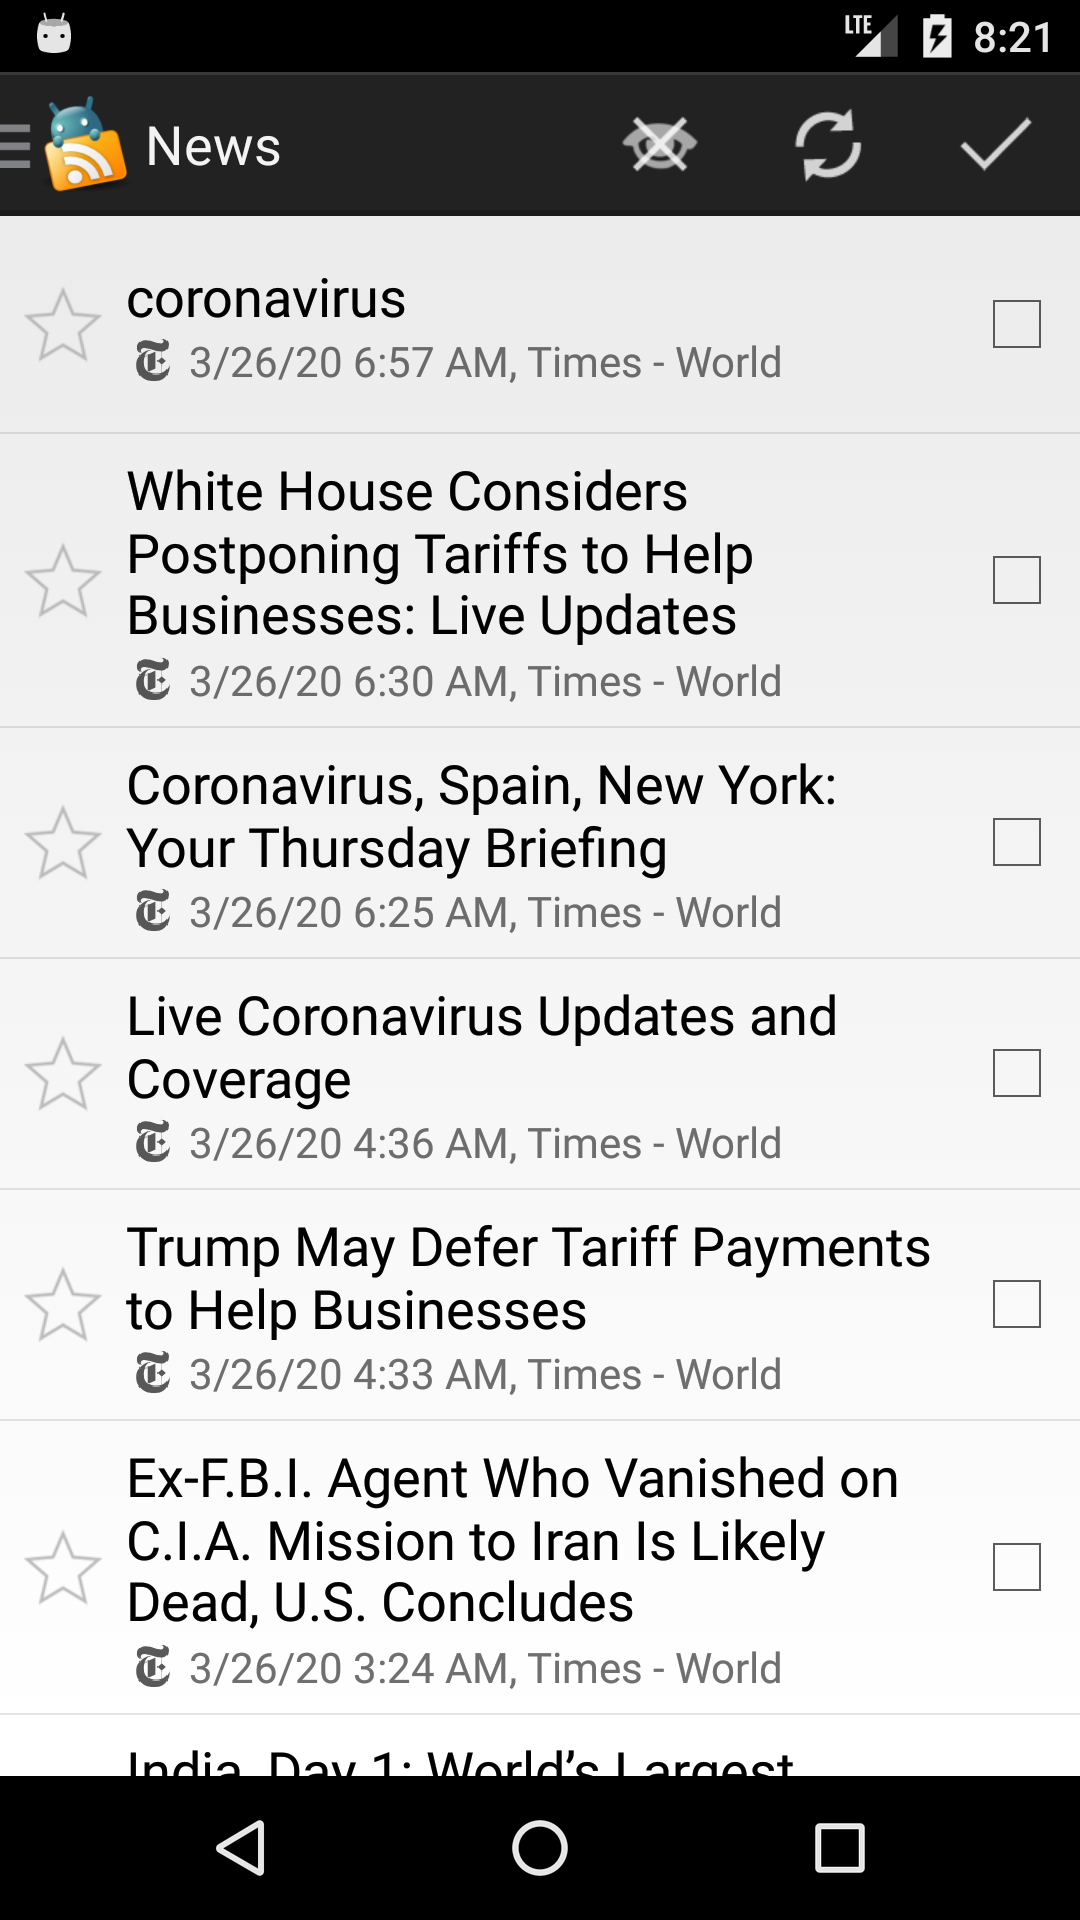 LTE 8:21
News
coronavirus
3/26/20 6:57 AM, Times - World
White House Considers
Postponing Tariffs to Help
Businesses: Live Updates
3/26/20 6:30 AM, Times - World
Coronavirus, Spain, New York:
Your Thursday Briefing
3/26/20 6:25 AM, Times - World
Live Coronavirus Updates and
Coverage
3/26/20 4:36 AM, Times - World
Trump May Defer Tariff Payments
to Help Businesses
3/26/20 4:33 AM, Times - World
Ex-F.B.I. Agent Who Vanished on
C.I.A. Mission to Iran Is Likely
Dead, U.S. Concludes
3/26/20 3:24 AM, Times - World
India, Day 1: World’s Largest